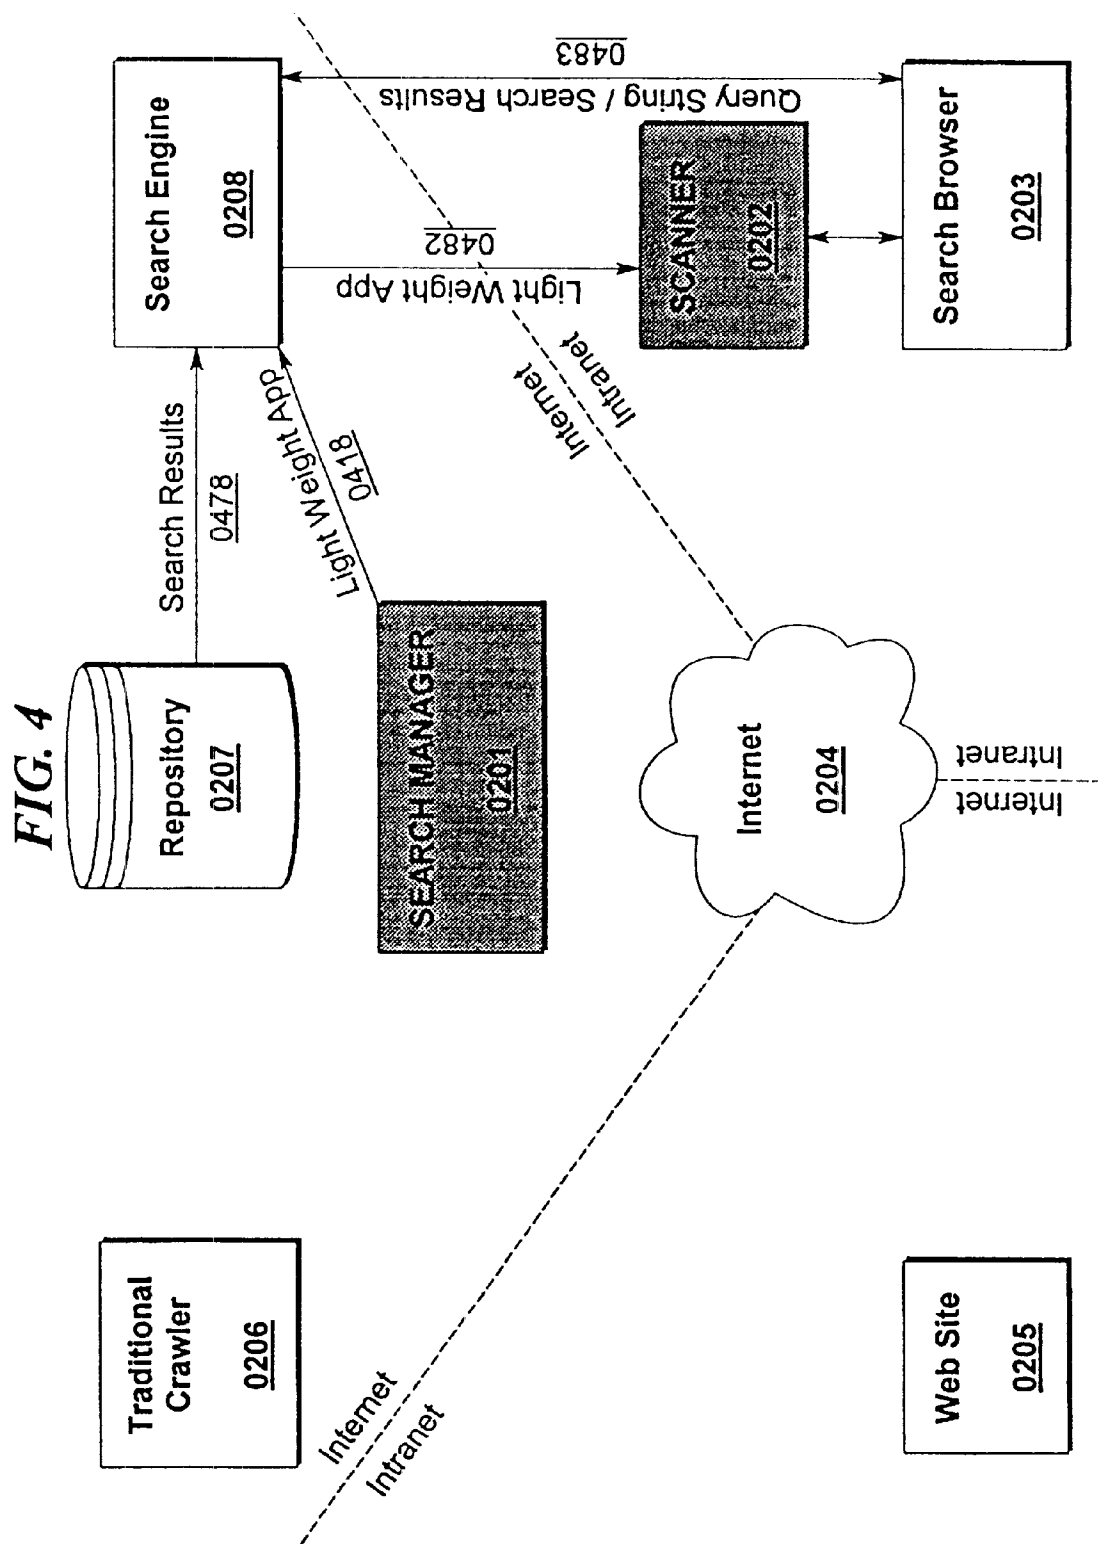 FIG. 4
Traditional
Crawler
0206
Repository
0207
Search Results
0478
Search Engine
0208
SEARCH MANAGER
0201
Light Weight App
0418
Light Weight App
0482
Query String / Search Results
0483
Internet
Intranet
Internet
Intranet
Internet
0204
SCANNER
0202
Internet
Intranet
Web Site
0205
Search Browser
0203